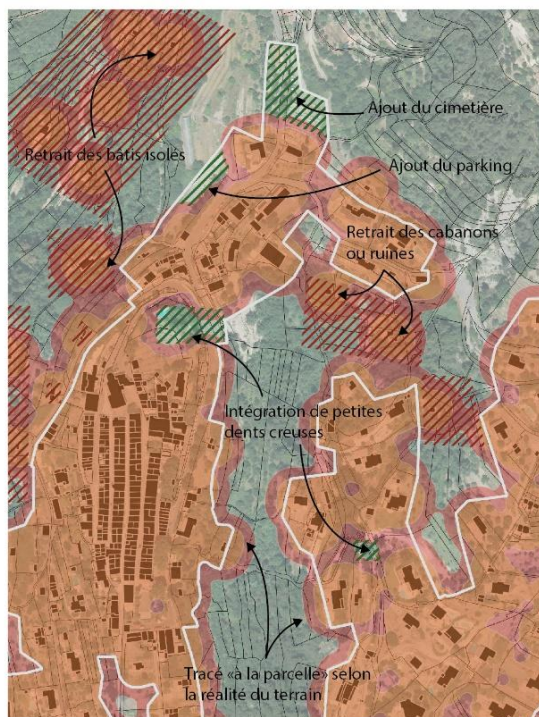 Ajout du cimetière
Retrait des batis isolés
Ajout du parking
Retrait des cabanons
ou ruines
Intégration de petites
dents creuses
Tracé «à la parcelle» selon
la réalité du terrain